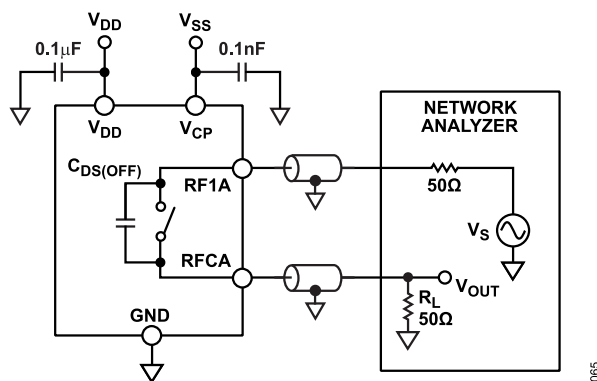 VDD
VSS
0.1μF
0.1nF
VDD
VCP
NETWORK
ANALYZER
CDS(OFF)
RF1A
50Ω
VS
RFCA
VOUT
RL
50Ω
GND
065